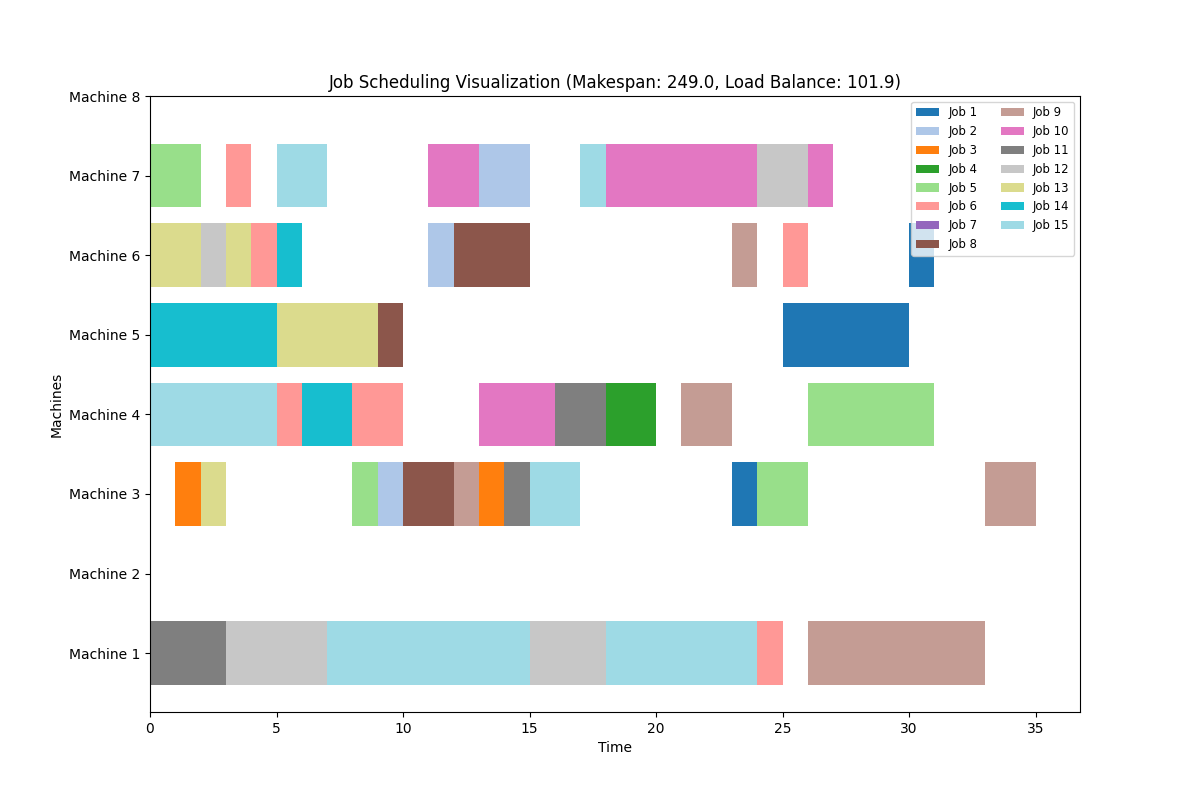 Job Scheduling Visualization (Makespan: 249.0, Load Balance: 101.9)
Machines
Machine 8
Machine 7
Machine 6
Machine 5
Machine 4
Machine 3
Machine 2
Machine 1
Job 1
Job 2
Job 3
Job 4
Job 5
Job 6
Job 7
Job 8
Job 9
Job 10
Job 11
Job 12
Job 13
Job 14
Job 15
0 5 10 15 20 25 30 35
Time